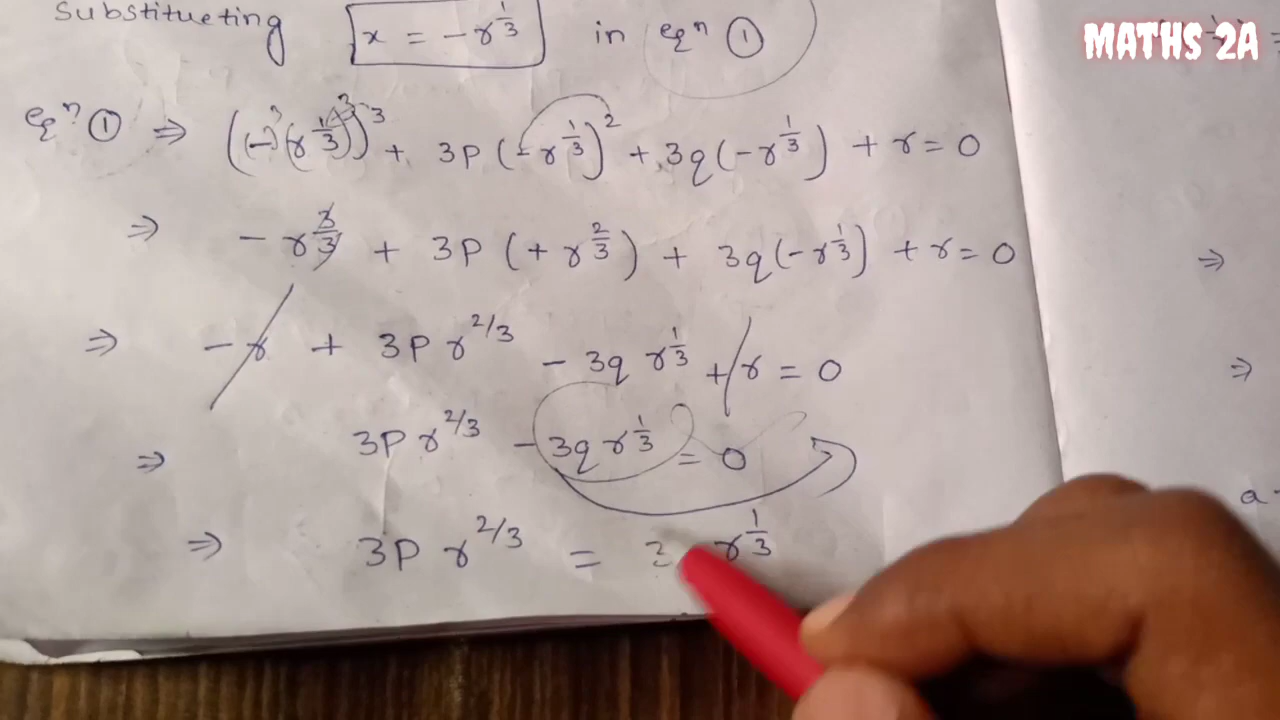 Substitueting x = -r^{1/3} in eqⁿ ①
MATHS 2A
eqⁿ ① ⇒ ((-)³(r^{1/3})³)³ + 3P(-r^{1/3})² + 3q(-r^{1/3}) + r = 0
⇒ -r^{3/3} + 3P(+r^{2/3}) + 3q(-r^{1/3}) + r = 0
⇒ -r + 3P r^{2/3} - 3q r^{1/3} + r = 0
⇒ 3P r^{2/3} - 3q r^{1/3} = 0
⇒ 3P r^{2/3} = 3 r^{1/3}
⇒
⇒
a